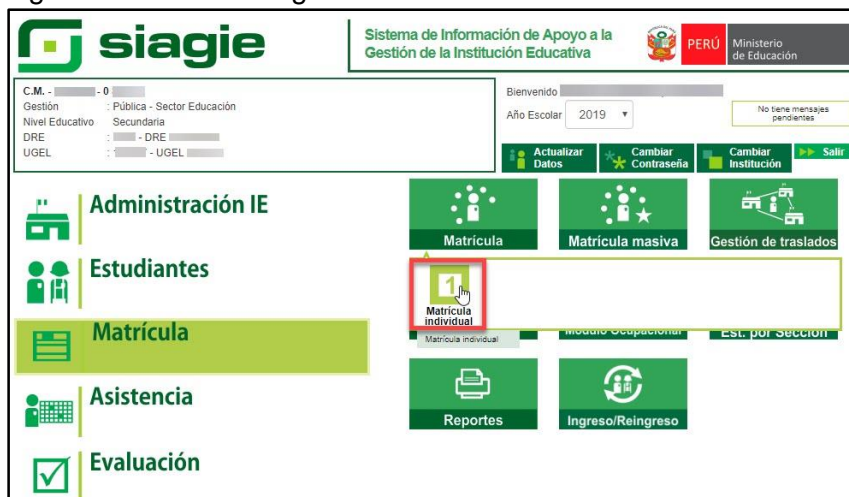 siagie
Sistema de Información de Apoyo a la
Gestión de la Institución Educativa
PERÚ
Ministerio
de Educación
C.M. - - 0
Gestión : Pública - Sector Educación
Nivel Educativo Secundaria
DRE : - DRE
UGEL : - UGEL
Bienvenido
Año Escolar 2019
No tiene mensajes
pendientes
Actualizar
Datos
Cambiar
Contraseña
Cambiar
Institución
Salir
Administración IE
Estudiantes
Matrícula
Asistencia
Evaluación
Matrícula
Matrícula masiva
Gestión de traslados
1
Matrícula
individual
Matrícula individual
Módulo Ocupacional
Est. por Sección
Reportes
Ingreso/Reingreso